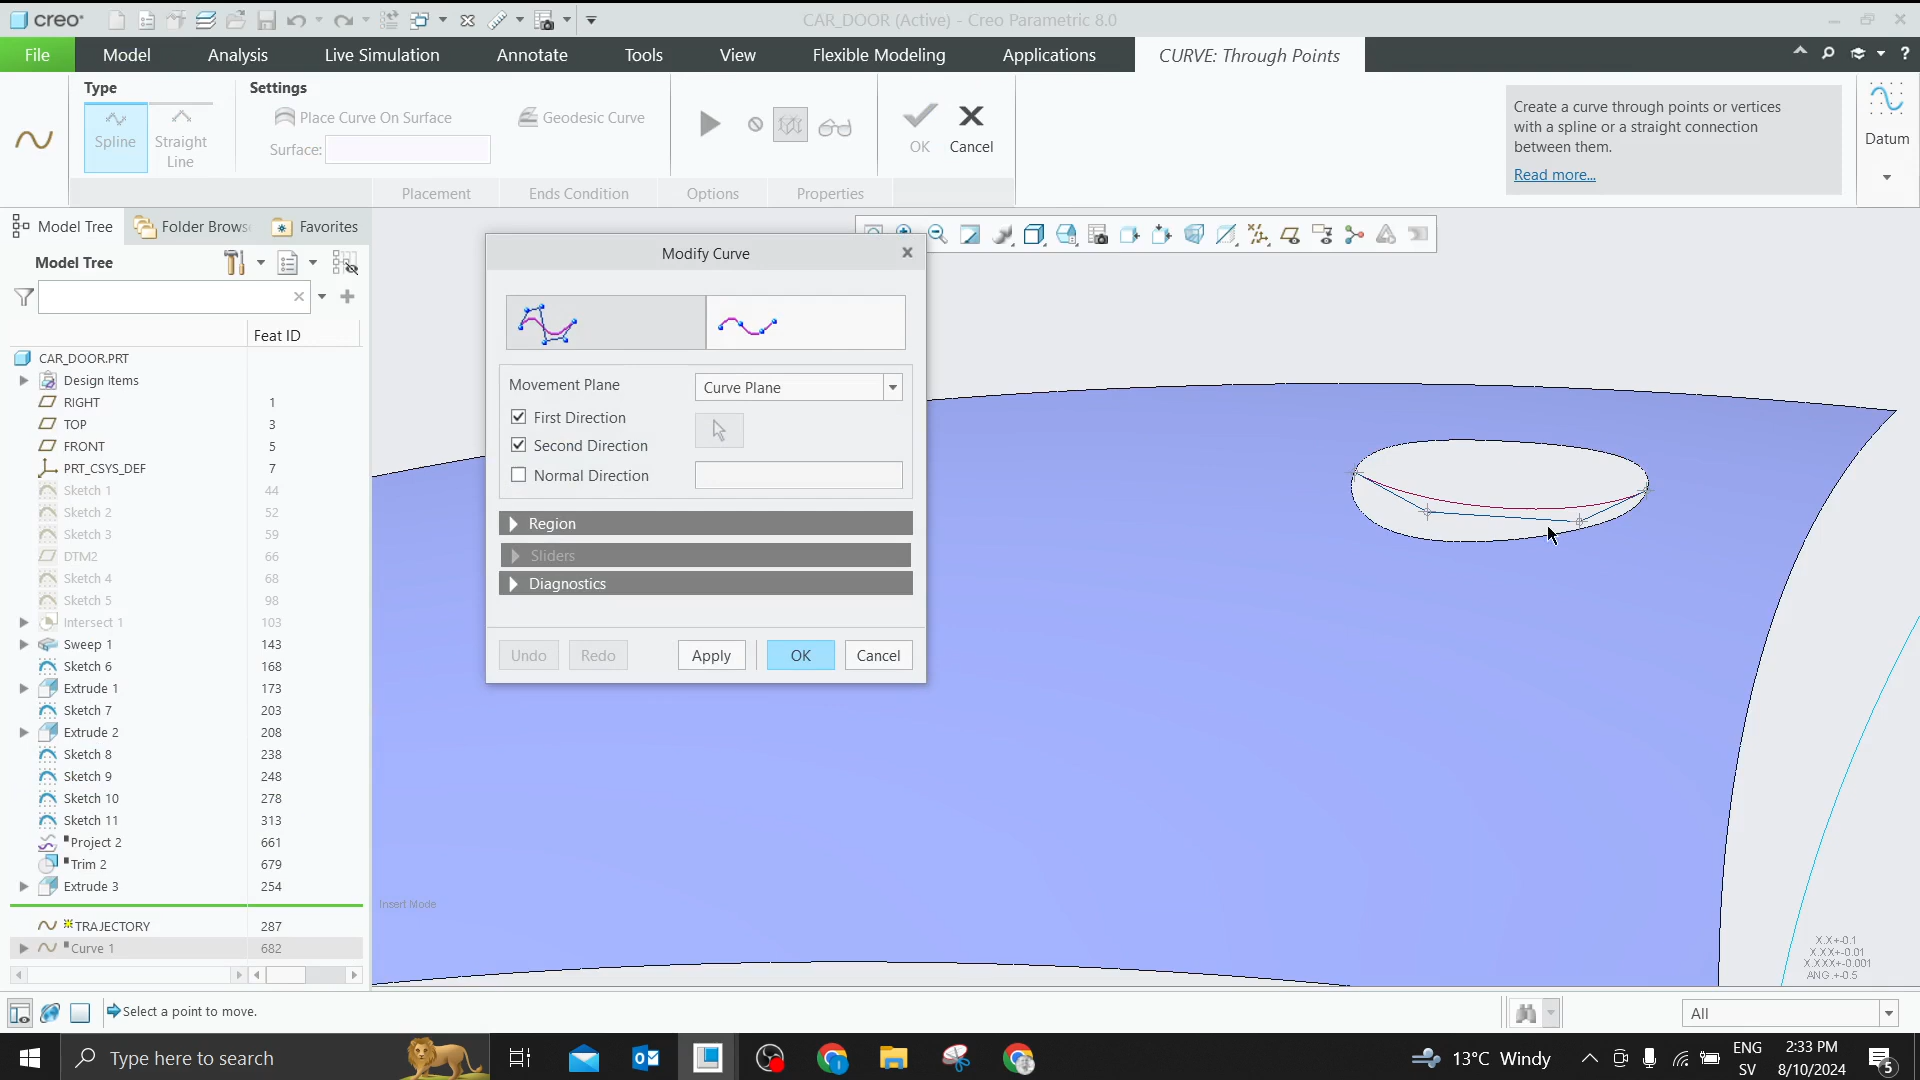 creo®
CAR_DOOR (Active) - Creo Parametric 8.0
File
Model
Analysis
Live Simulation
Annotate
Tools
View
Flexible Modeling
Applications
CURVE: Through Points
?
Type
Settings
Spline
Straight
Line
Place Curve On Surface
Geodesic Curve
Surface:
OK
Cancel
Placement
Ends Condition
Options
Properties
Create a curve through points or vertices
with a spline or a straight connection
between them.
Read more...
Datum
Model Tree
Folder Brows
Favorites
Model Tree
Feat ID
CAR_DOOR.PRT
Design Items
RIGHT 1
TOP 3
FRONT 5
PRT_CSYS_DEF 7
Sketch 1 44
Sketch 2 52
Sketch 3 59
DTM2 66
Sketch 4 68
Sketch 5 98
Intersect 1 103
Sweep 1 143
Sketch 6 168
Extrude 1 173
Sketch 7 203
Extrude 2 208
Sketch 8 238
Sketch 9 248
Sketch 10 278
Sketch 11 313
Project 2 661
Trim 2 679
Extrude 3 254
TRAJECTORY 287
Curve 1 682
Modify Curve
Movement Plane
Curve Plane
First Direction
Second Direction
Normal Direction
Region
Sliders
Diagnostics
Undo
Redo
Apply
OK
Cancel
Insert Mode
X.X+-0.1
X.XX+-0.01
X.XXX+-0.001
ANG.+-0.5
Select a point to move.
All
Type here to search
13°C Windy
ENG
SV
2:33 PM
8/10/2024
5